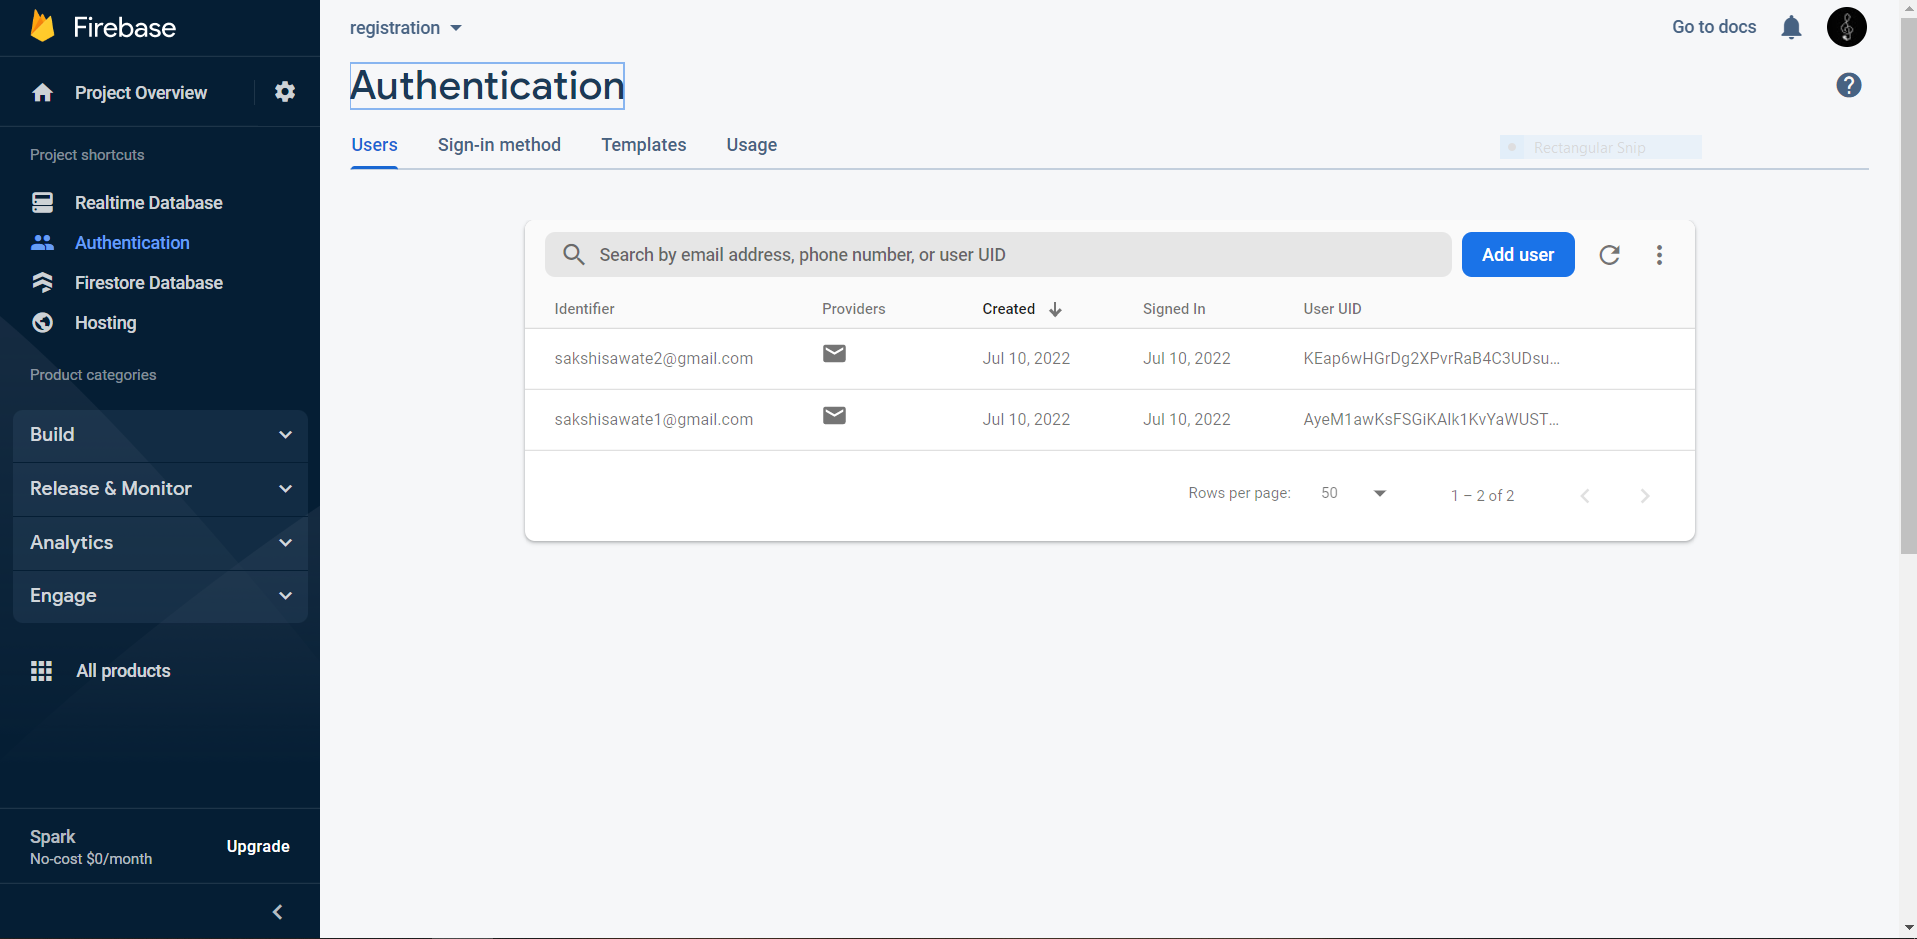 Firebase
Project Overview
Project shortcuts
Realtime Database
Authentication
Firestore Database
Hosting
Product categories
Build
Release & Monitor
Analytics
Engage
All products
Spark
No-cost $0/month
Upgrade
registration
Go to docs
Authentication
Users Sign-in method Templates Usage
Rectangular Snip
Search by email address, phone number, or user UID
Add user
Identifier Providers Created Signed In User UID
sakshisawate2@gmail.com Jul 10, 2022 Jul 10, 2022 KEap6wHGrDg2XPvrRaB4C3UDsu...
sakshisawate1@gmail.com Jul 10, 2022 Jul 10, 2022 AyeM1awKsFSGiKAlk1KvYaWUST...
Rows per page: 50 1 – 2 of 2